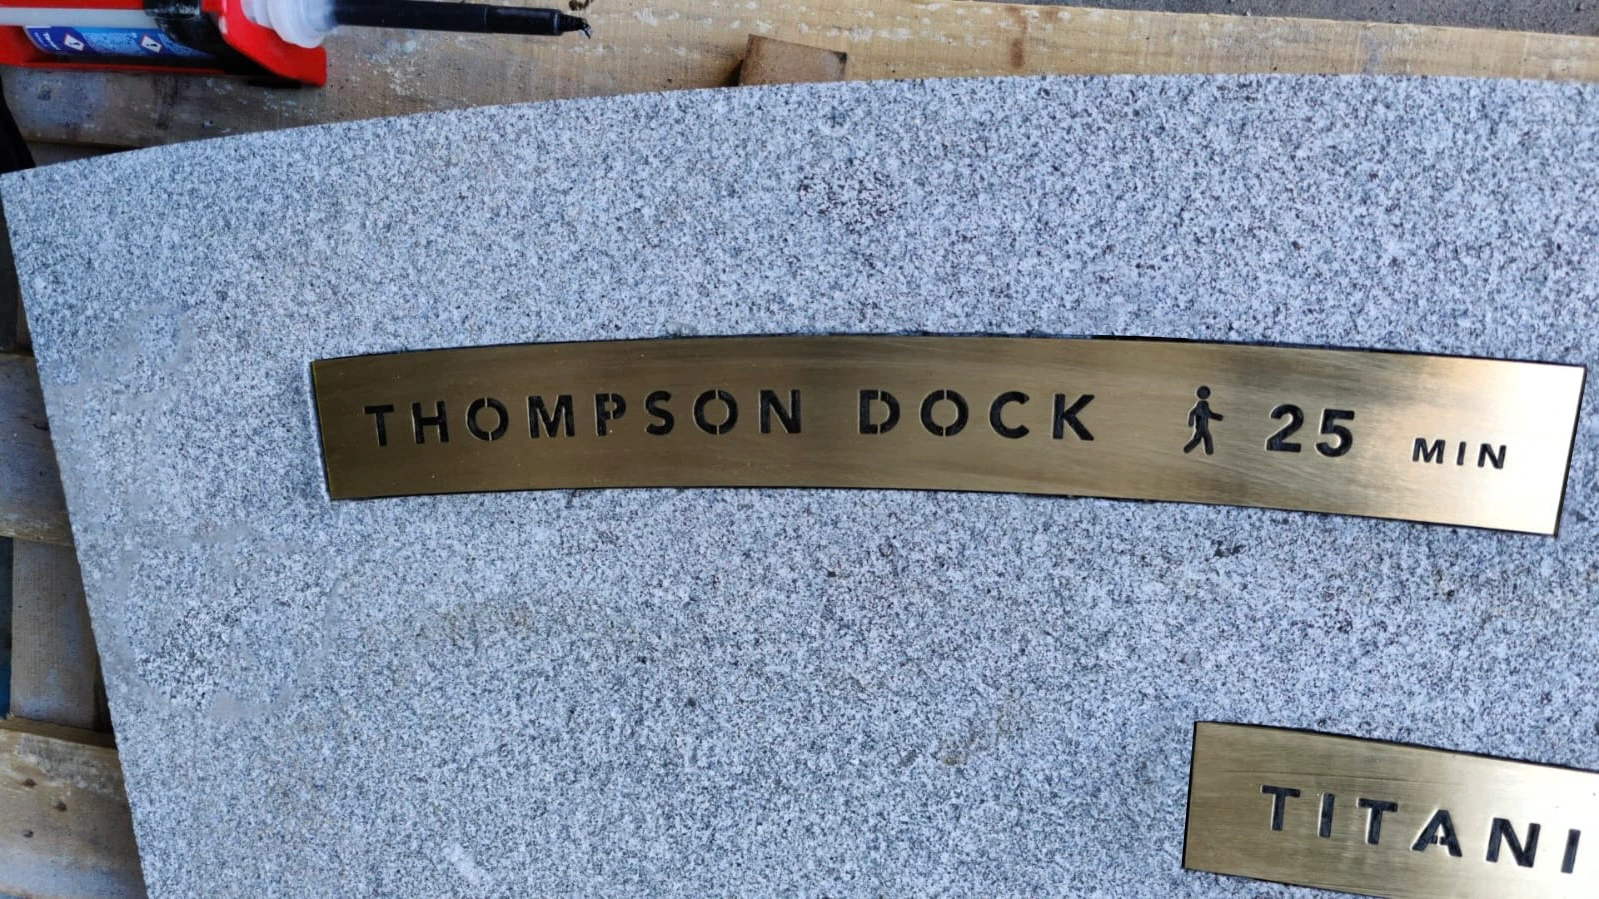 THOMPSON DOCK 25 MIN
TITANI